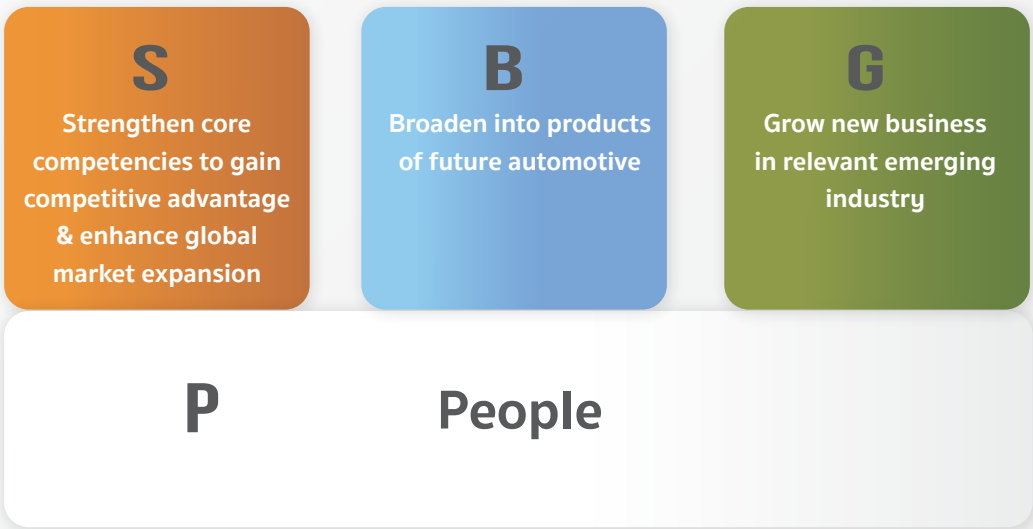 S
Strengthen core
competencies to gain
competitive advantage
& enhance global
market expansion
B
Broaden into products
of future automotive
G
Grow new business
in relevant emerging
industry
P
People